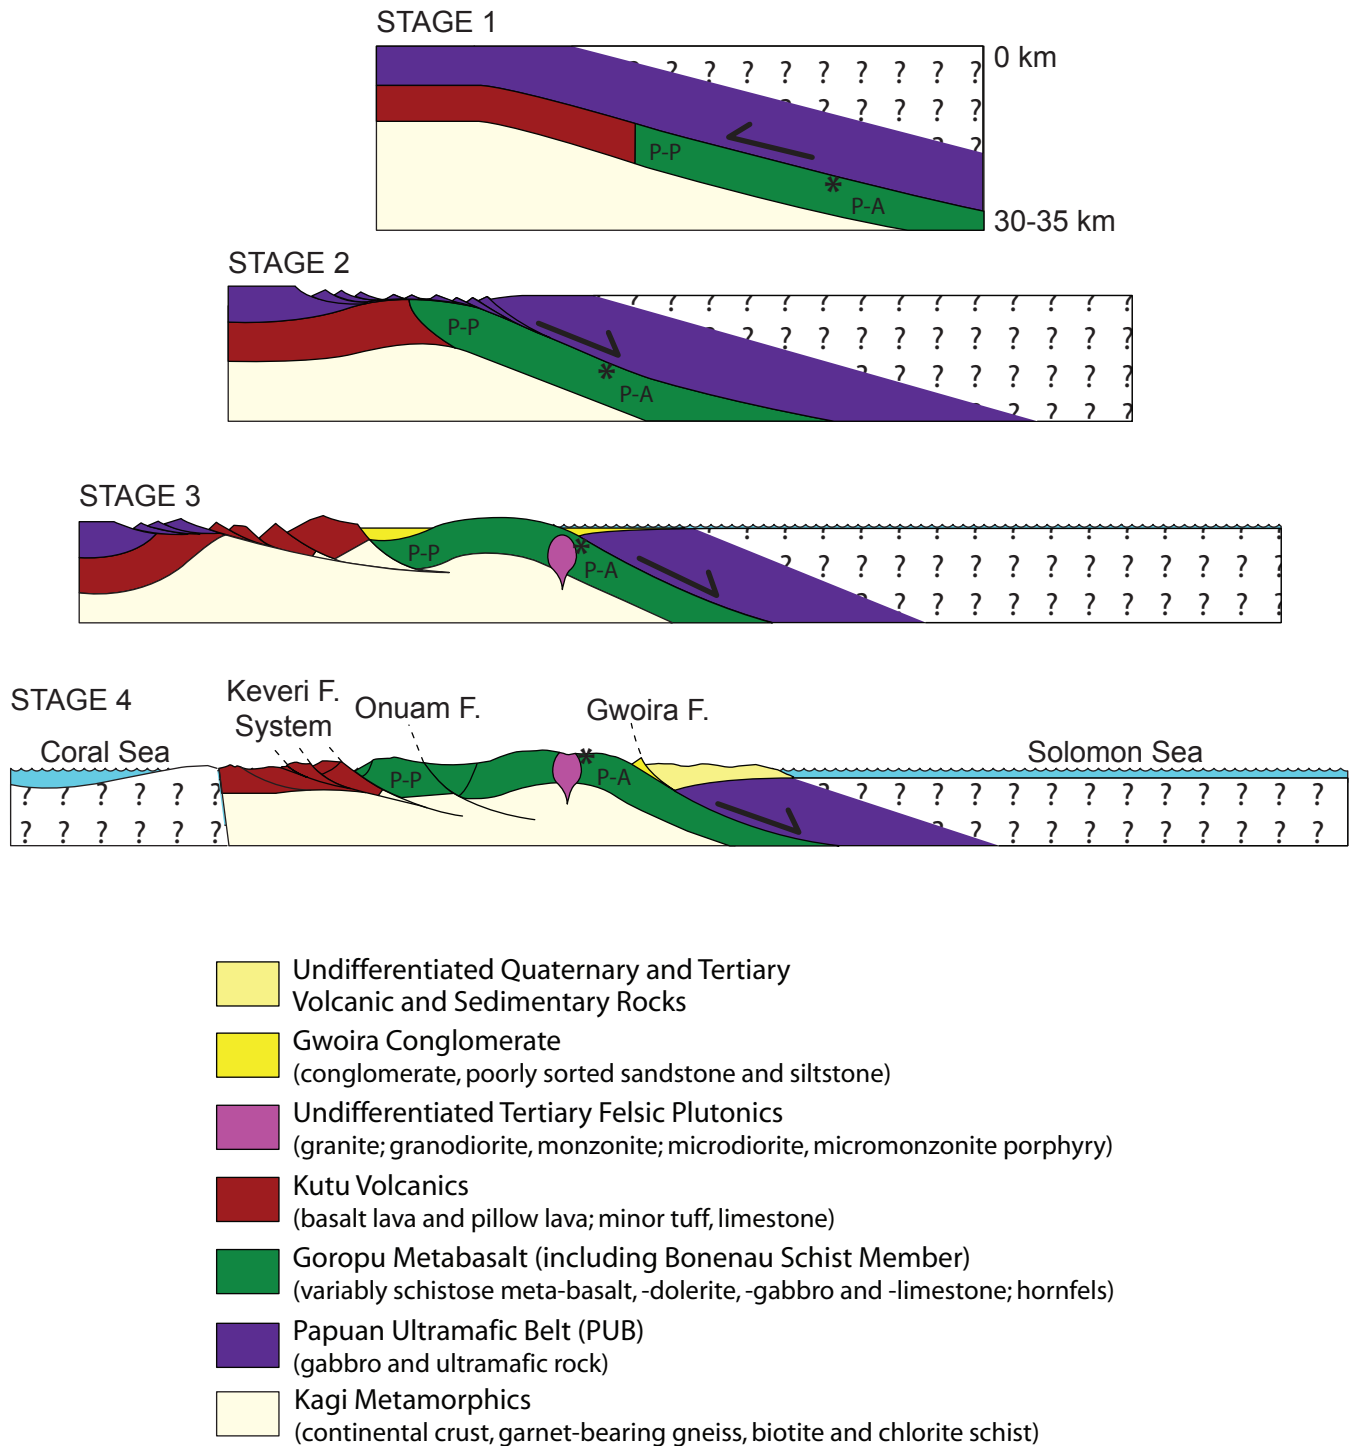 STAGE 1
? ? ? ? ? ? ? ? ? ? 0 km
? ? ? ? ? ?
? ?
P-P
*
P-A
30-35 km
STAGE 2
? ? ? ? ? ? ? ? ? ? ? ? ? ?
P-P ? ? ? ? ? ? ? ? ? ? ? ?
* ? ? ? ? ? ? ? ?
P-A ? ? ? ?
STAGE 3
? ? ? ? ? ? ? ? ? ? ? ? ? ? ?
P-P * P-A ? ? ? ? ? ? ? ? ? ? ? ? ? ?
? ? ? ? ? ? ? ? ? ? ?
STAGE 4
Keveri F.
System
Onuam F.
Gwoira F.
Coral Sea
Solomon Sea
*
P-P
P-A
? ? ? ? ? ? ? ? ? ? ? ? ? ? ? ? ? ? ? ?
? ? ? ? ? ? ? ? ? ? ? ? ? ? ? ? ?
Undifferentiated Quaternary and Tertiary
Volcanic and Sedimentary Rocks
Gwoira Conglomerate
(conglomerate, poorly sorted sandstone and siltstone)
Undifferentiated Tertiary Felsic Plutonics
(granite; granodiorite, monzonite; microdiorite, micromonzonite porphyry)
Kutu Volcanics
(basalt lava and pillow lava; minor tuff, limestone)
Goropu Metabasalt (including Bonenau Schist Member)
(variably schistose meta-basalt, -dolerite, -gabbro and -limestone; hornfels)
Papuan Ultramafic Belt (PUB)
(gabbro and ultramafic rock)
Kagi Metamorphics
(continental crust, garnet-bearing gneiss, biotite and chlorite schist)